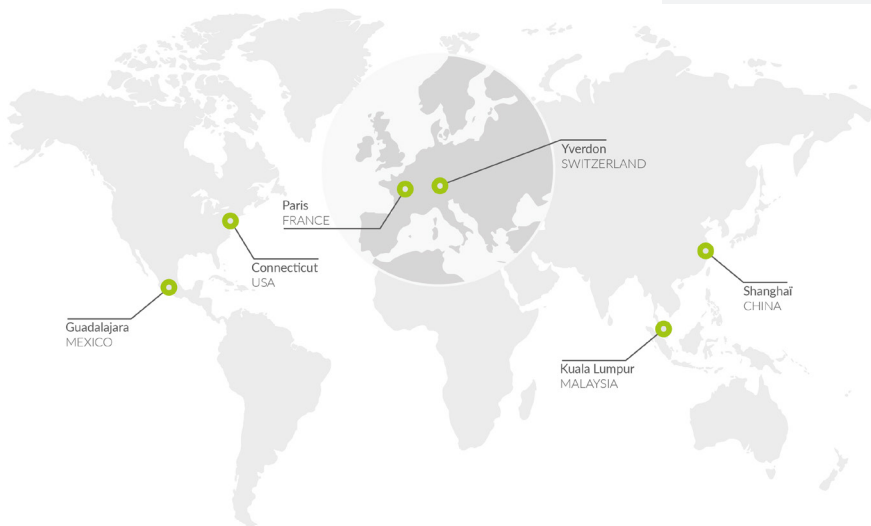 Yverdon
SWITZERLAND
Paris
FRANCE
Connecticut
USA
Shanghaï
CHINA
Guadalajara
MEXICO
Kuala Lumpur
MALAYSIA